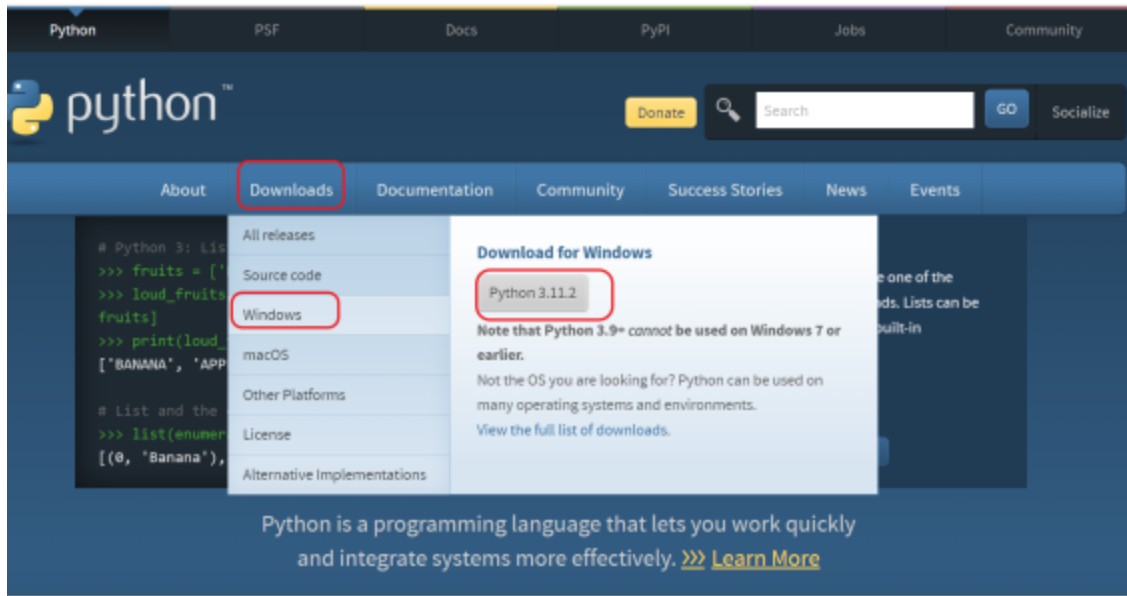 Python PSF Docs PyPI Jobs Community
python™
Donate Search GO Socialize
About Downloads Documentation Community Success Stories News Events
All releases
Source code
Windows
macOS
Other Platforms
License
Alternative Implementations
Download for Windows
Python 3.11.2
Note that Python 3.9+ cannot be used on Windows 7 or
earlier.
Not the OS you are looking for? Python can be used on
many operating systems and environments.
View the full list of downloads.
# Python 3: Lis
>>> fruits = ['
>>> loud_fruits
fruits]
>>> print(loud_
['BANANA', 'APP
# List and the
>>> list(enumer
[(0, 'Banana'),
e one of the
ds. Lists can be
built-in
Python is a programming language that lets you work quickly
and integrate systems more effectively. >>> Learn More